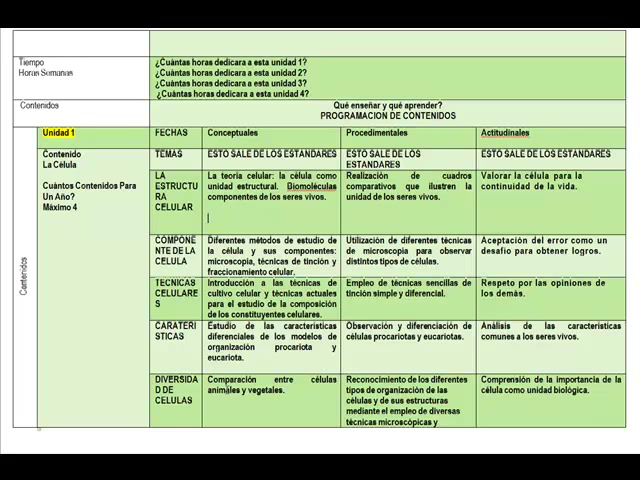 Tiempo
Horas Semanas
¿Cuántas horas dedicara a esta unidad 1?
¿Cuántas horas dedicara a esta unidad 2?
¿Cuántas horas dedicara a esta unidad 3?
¿Cuántas horas dedicara a esta unidad 4?
Contenidos
Qué enseñar y qué aprender?
PROGRAMACION DE CONTENIDOS
Contenidos
Unidad 1
FECHAS
Conceptuales
Procedimentales
Actitudinales
Contenido
La Célula
Cuántos Contenidos Para
Un Año?
Máximo 4
TEMAS
ESTO SALE DE LOS ESTANDARES
ESTO SALE DE LOS
ESTANDARES
ESTO SALE DE LOS ESTANDARES
LA
ESTRUCTU
RA
CELULAR
La teoría celular: la célula como
unidad estructural. Biomoléculas
componentes de los seres vivos.
Realización de cuadros
comparativos que ilustren la
unidad de los seres vivos.
Valorar la célula para la
continuidad de la vida.
COMPONE
NTE DE LA
CELULA
Diferentes métodos de estudio de
la célula y sus componentes:
microscopia, técnicas de tinción y
fraccionamiento celular.
Utilización de diferentes técnicas
de microscopia para observar
distintos tipos de células.
Aceptación del error como un
desafío para obtener logros.
TECNICAS
CELULARE
S
Introducción a las técnicas de
cultivo celular y técnicas actuales
para el estudio de la composición
de los constituyentes celulares.
Empleo de técnicas sencillas de
tinción simple y diferencial.
Respeto por las opiniones de
los demás.
CARATERI
STICAS
Estudio de las características
diferenciales de los modelos de
organización procariota y
eucariota.
Observación y diferenciación de
células procariotas y eucariotas.
Análisis de las características
comunes a los seres vivos.
DIVERSIDA
D DE
CELULAS
Comparación entre células
animales y vegetales.
Reconocimiento de los diferentes
tipos de organización de las
células y de sus estructuras
mediante el empleo de diversas
técnicas microscópicas y
Comprensión de la importancia de la
célula como unidad biológica.